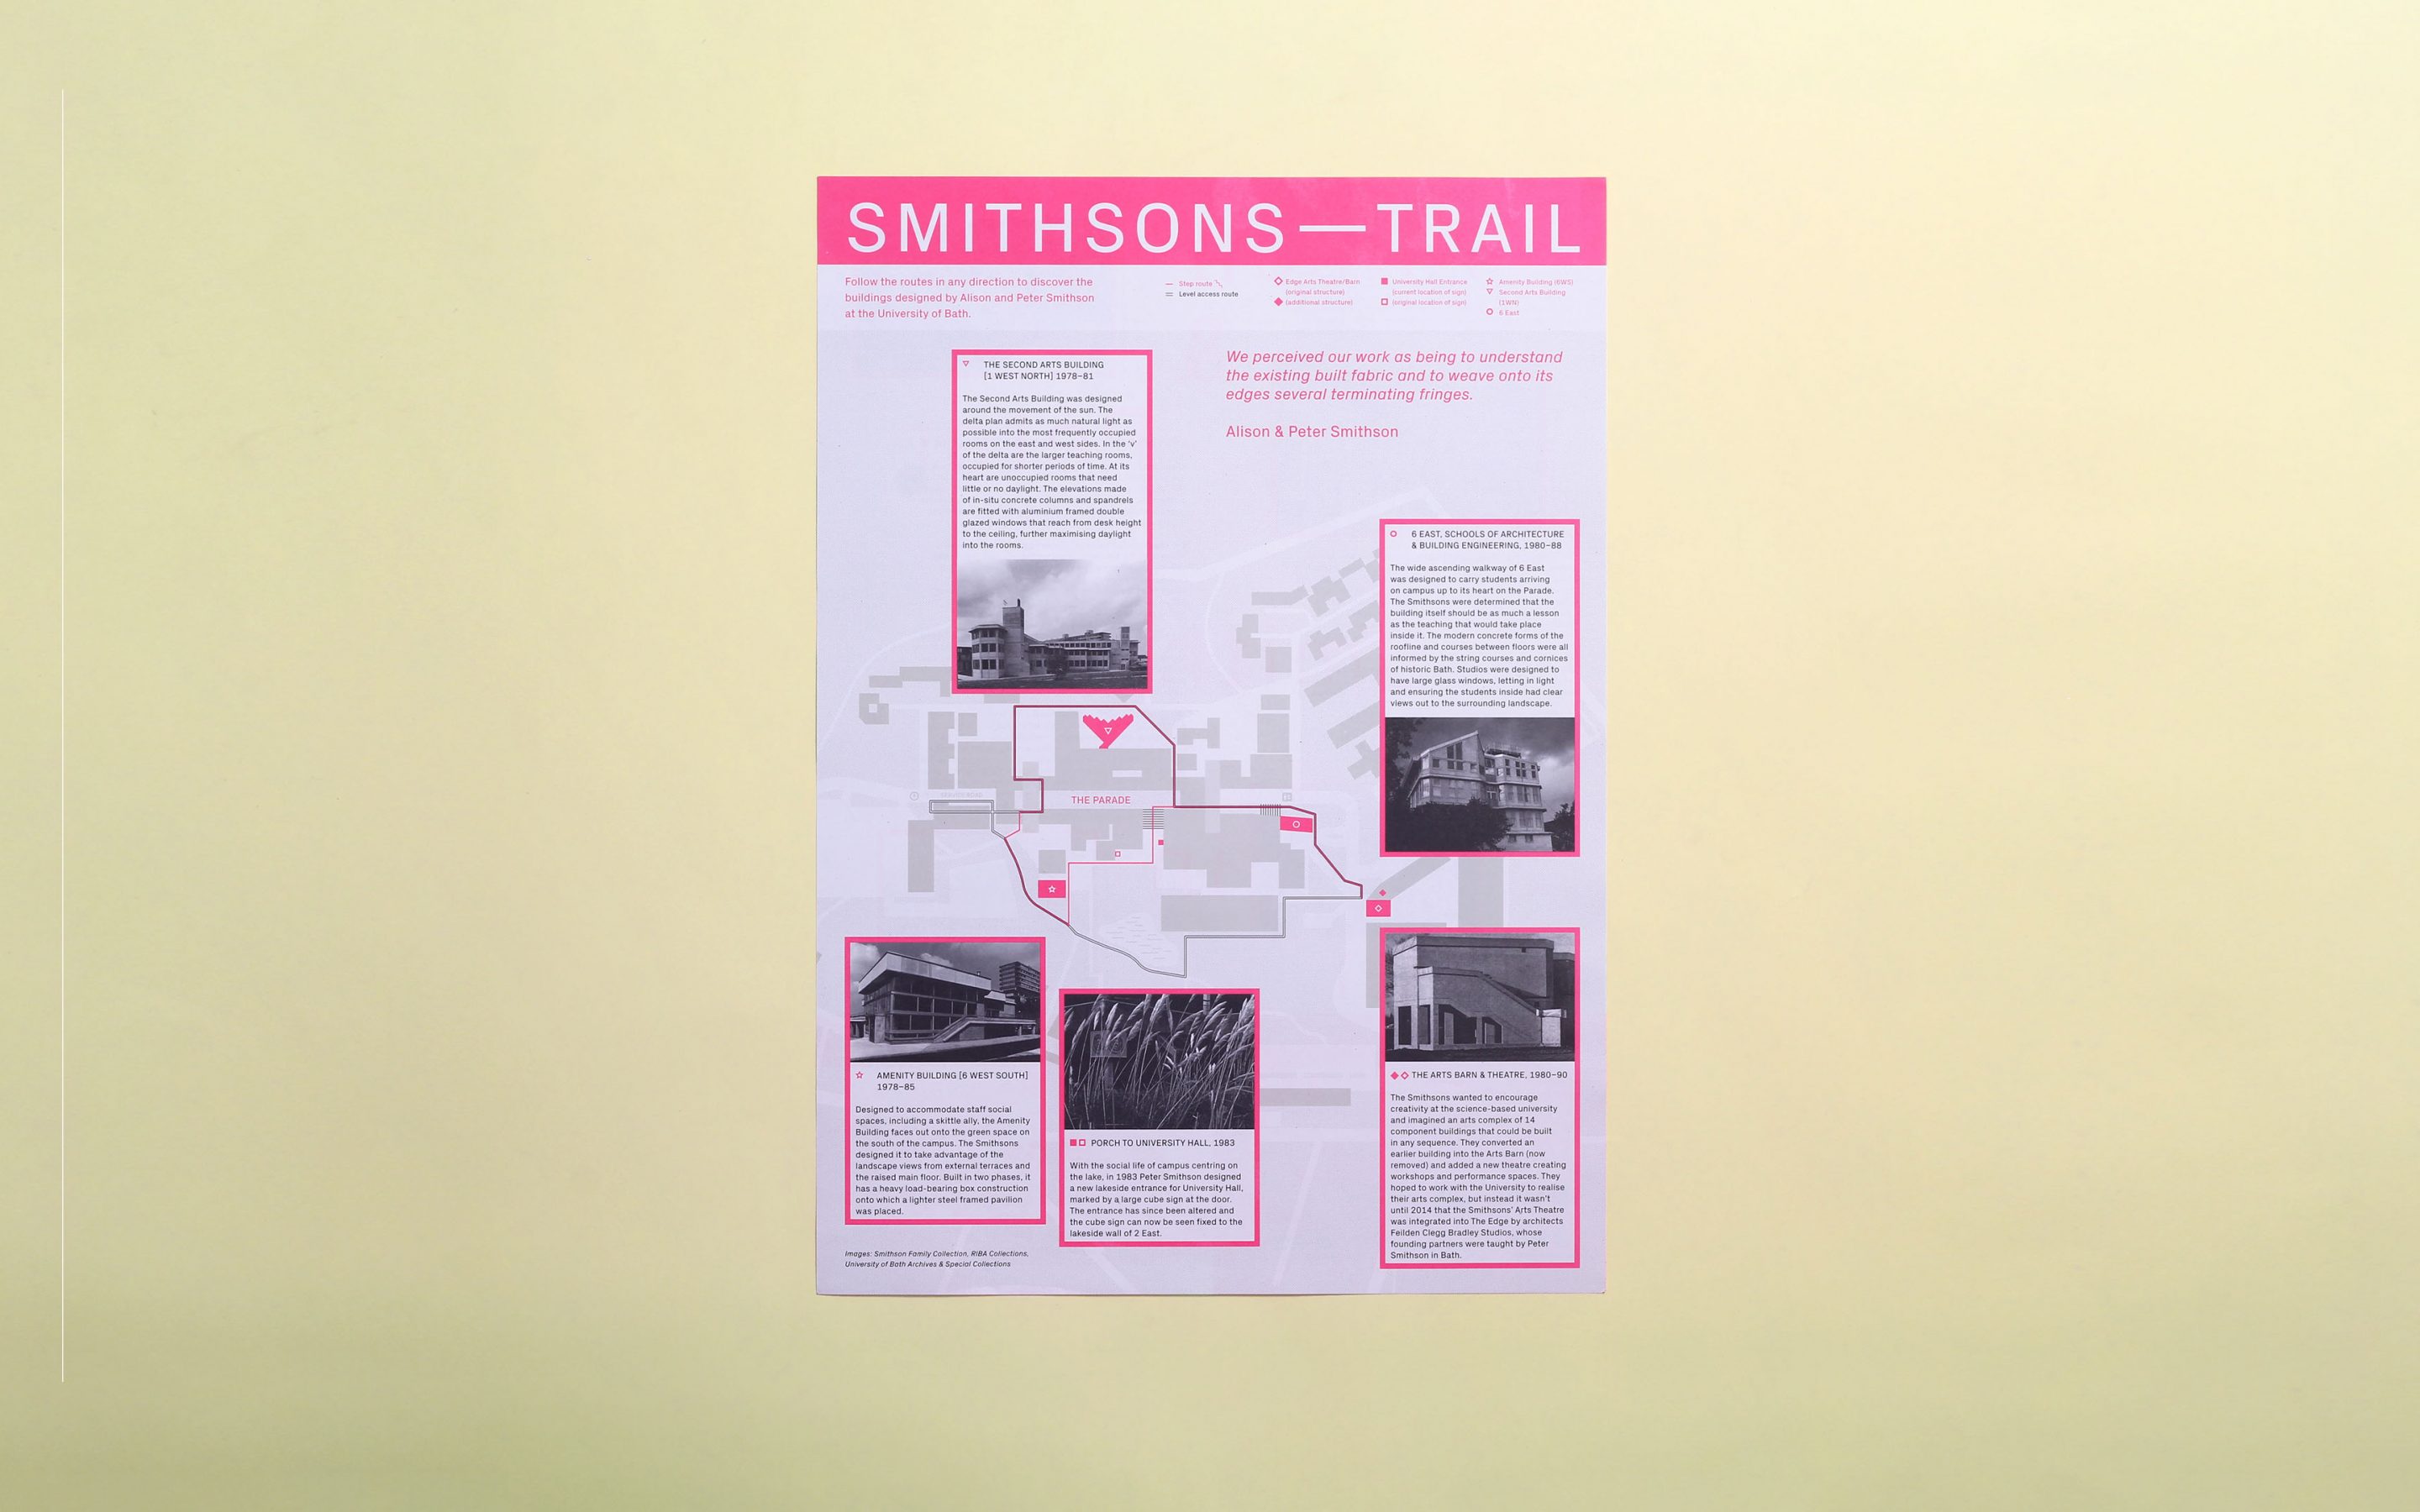 SMITHSONS—TRAIL
Follow the routes in any direction to discover the
buildings designed by Alison and Peter Smithson
at the University of Bath.
Step route
Level access route
Edge Arts Theatre/Barn
(original structure)
(additional structure)
University Hall Entrance
(current location of sign)
(original location of sign)
Amenity Building (6WS)
Second Arts Building
(1WN)
6 East
We perceived our work as being to understand
the existing built fabric and to weave onto its
edges several terminating fringes.
Alison & Peter Smithson
THE SECOND ARTS BUILDING
[1 WEST NORTH] 1978–81
The Second Arts Building was designed
around the movement of the sun. The
delta plan admits as much natural light as
possible into the most frequently occupied
rooms on the east and west sides. In the ‘v’
of the delta are the larger teaching rooms,
occupied for shorter periods of time. At its
heart are unoccupied rooms that need
little or no daylight. The elevations made
of in-situ concrete columns and spandrels
are fitted with aluminium framed double
glazed windows that reach from desk height
to the ceiling, further maximising daylight
into the rooms.
6 EAST, SCHOOLS OF ARCHITECTURE
& BUILDING ENGINEERING, 1980–88
The wide ascending walkway of 6 East
was designed to carry students arriving
on campus up to its heart on the Parade.
The Smithsons were determined that the
building itself should be as much a lesson
as the teaching that would take place
inside it. The modern concrete forms of the
roofline and courses between floors were all
informed by the string courses and cornices
of historic Bath. Studios were designed to
have large glass windows, letting in light
and ensuring the students inside had clear
views out to the surrounding landscape.
THE PARADE
AMENITY BUILDING [6 WEST SOUTH]
1978–85
Designed to accommodate staff social
spaces, including a skittle ally, the Amenity
Building faces out onto the green space on
the south of the campus. The Smithsons
designed it to take advantage of the
landscape views from external terraces and
the raised main floor. Built in two phases, it
has a heavy load-bearing box construction
onto which a lighter steel framed pavilion
was placed.
PORCH TO UNIVERSITY HALL, 1983
With the social life of campus centring on
the lake, in 1983 Peter Smithson designed
a new lakeside entrance for University Hall,
marked by a large cube sign at the door.
The entrance has since been altered and
the cube sign can now be seen fixed to the
lakeside wall of 2 East.
THE ARTS BARN & THEATRE, 1980–90
The Smithsons wanted to encourage
creativity at the science-based university
and imagined an arts complex of 14
component buildings that could be built
in any sequence. They converted an
earlier building into the Arts Barn (now
removed) and added a new theatre creating
workshops and performance spaces. They
hoped to work with the University to realise
their arts complex, but instead it wasn’t
until 2014 that the Smithsons’ Arts Theatre
was integrated into The Edge by architects
Feilden Clegg Bradley Studios, whose
founding partners were taught by Peter
Smithson in Bath.
Images: Smithson Family Collection, RIBA Collections,
University of Bath Archives & Special Collections